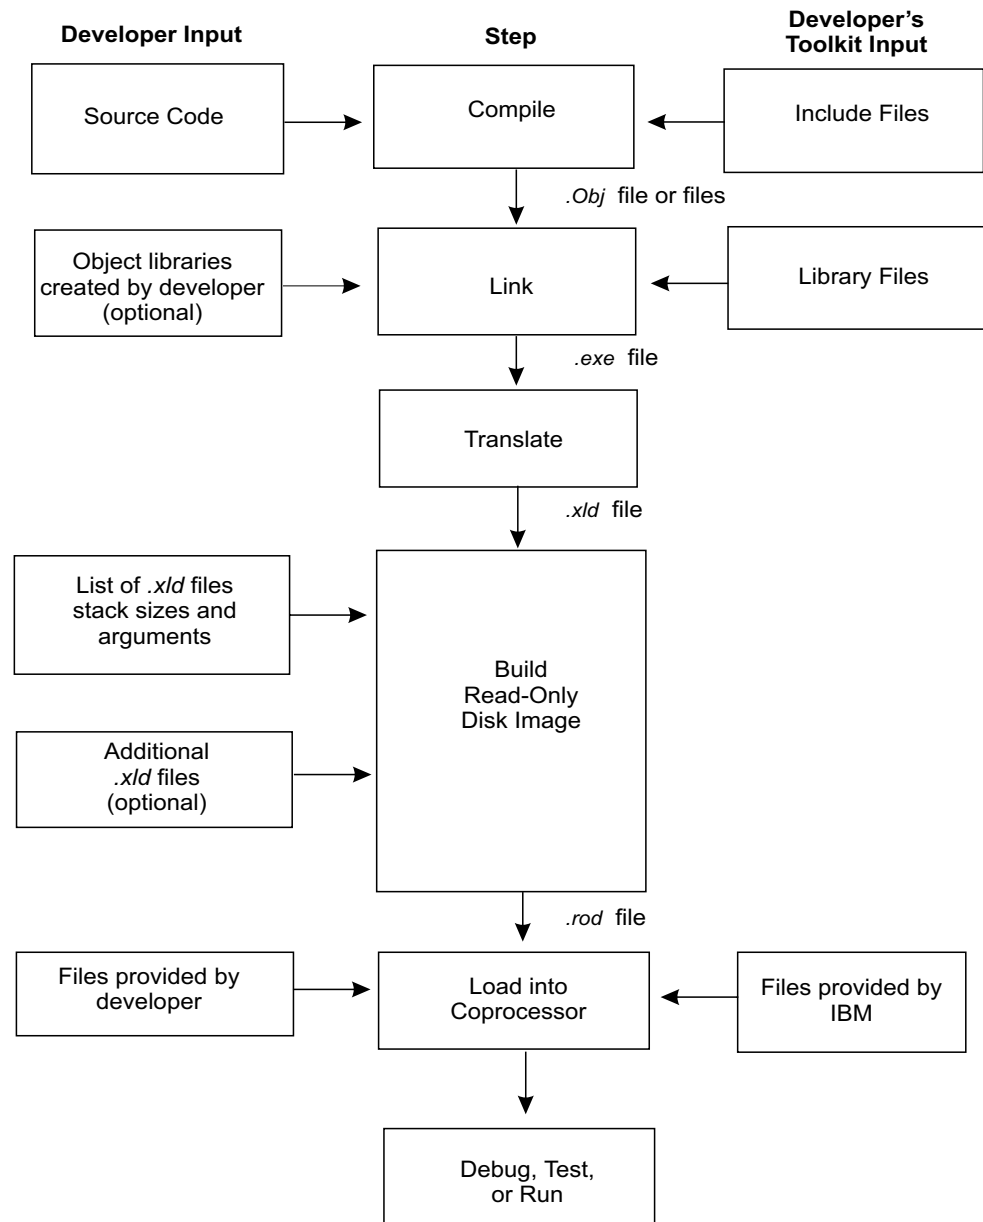 Developer Input
Step
Developer’s
Toolkit Input
Source Code
Compile
Include Files
.Obj file or files
Object libraries
created by developer
(optional)
Link
Library Files
.exe file
Translate
.xld file
List of .xld files
stack sizes and
arguments
Build
Read-Only
Disk Image
Additional
.xld files
(optional)
.rod file
Files provided by
developer
Load into
Coprocessor
Files provided by
IBM
Debug, Test,
or Run